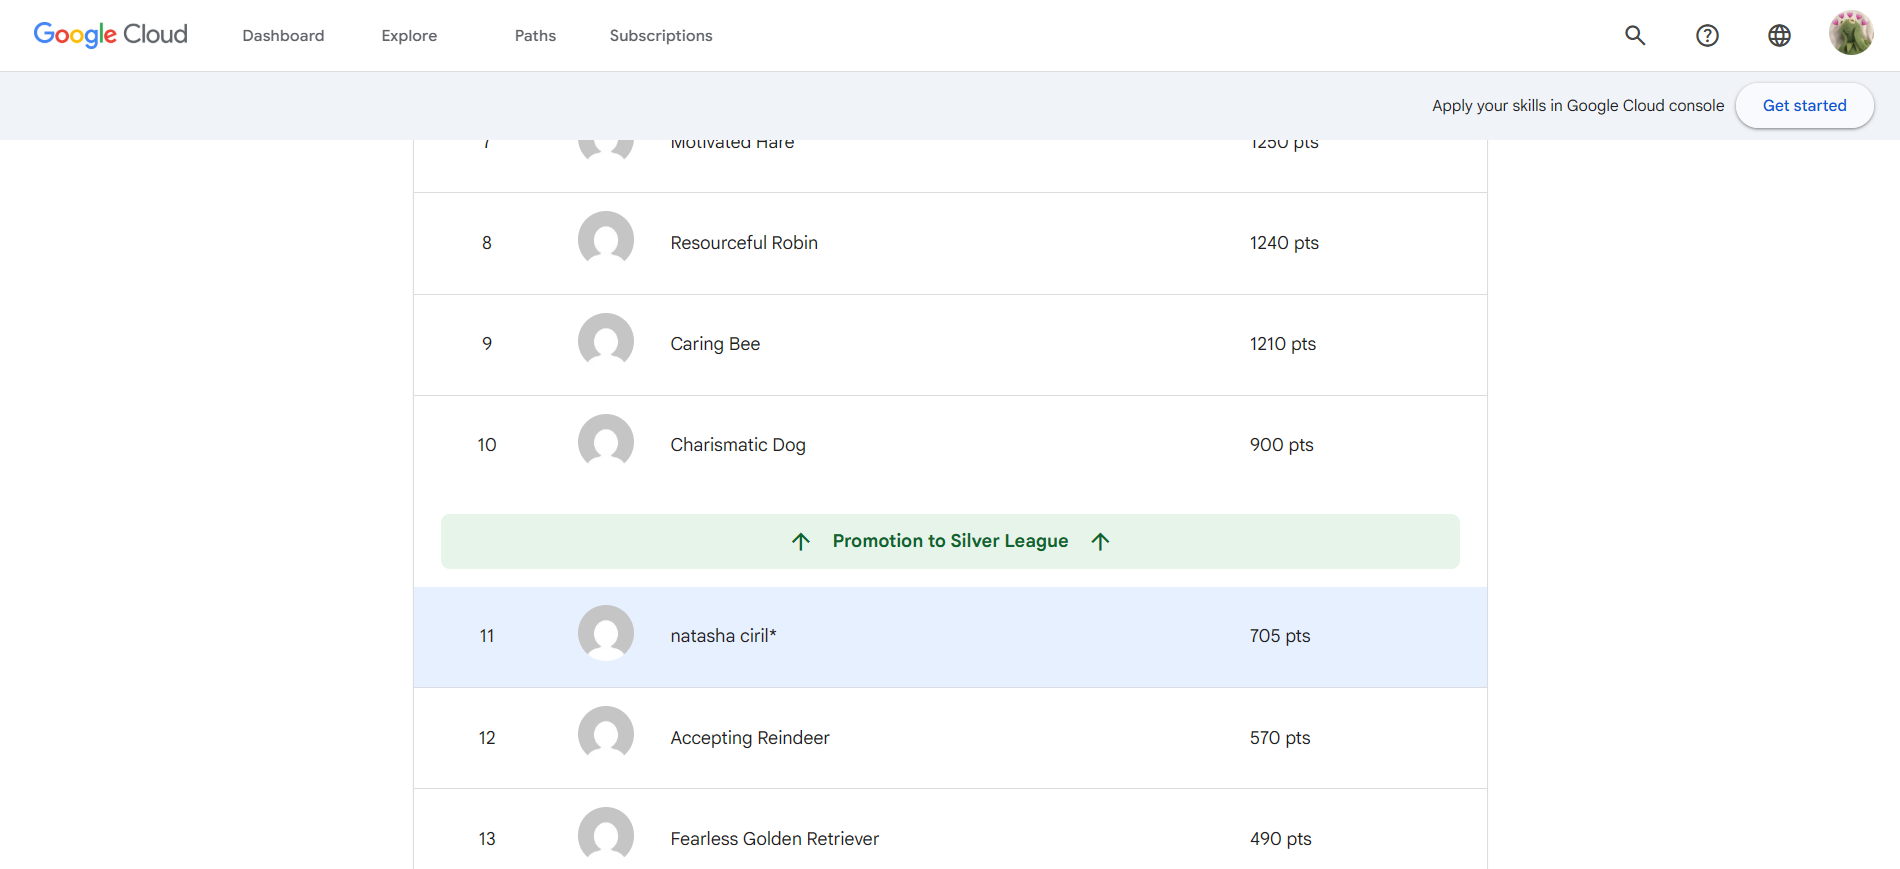 Google Cloud Dashboard Explore Paths Subscriptions
Apply your skills in Google Cloud console Get started
7 Motivated Hare 1250 pts
8 Resourceful Robin 1240 pts
9 Caring Bee 1210 pts
10 Charismatic Dog 900 pts
Promotion to Silver League
11 natasha ciril* 705 pts
12 Accepting Reindeer 570 pts
13 Fearless Golden Retriever 490 pts